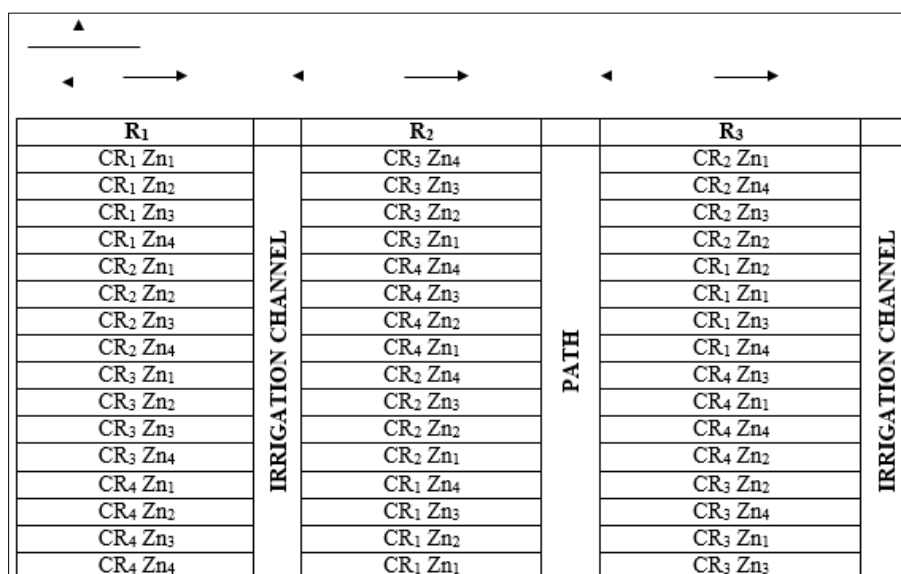 R₁ R₂ R₃
CR₁ Zn₁ CR₃ Zn₄ CR₂ Zn₁
CR₁ Zn₂ CR₃ Zn₃ CR₂ Zn₄
CR₁ Zn₃ CR₃ Zn₂ CR₂ Zn₃
CR₁ Zn₄ CR₃ Zn₁ CR₂ Zn₂
CR₂ Zn₁ CR₄ Zn₄ CR₁ Zn₂
CR₂ Zn₂ CR₄ Zn₃ CR₁ Zn₁
CR₂ Zn₃ CR₄ Zn₂ CR₁ Zn₃
CR₂ Zn₄ CR₄ Zn₁ CR₁ Zn₄
CR₃ Zn₁ CR₂ Zn₄ CR₄ Zn₃
CR₃ Zn₂ CR₂ Zn₃ CR₄ Zn₁
CR₃ Zn₃ CR₂ Zn₂ CR₄ Zn₄
CR₃ Zn₄ CR₂ Zn₁ CR₄ Zn₂
CR₄ Zn₁ CR₁ Zn₄ CR₃ Zn₂
CR₄ Zn₂ CR₁ Zn₃ CR₃ Zn₄
CR₄ Zn₃ CR₁ Zn₂ CR₃ Zn₁
CR₄ Zn₄ CR₁ Zn₁ CR₃ Zn₃
IRRIGATION CHANNEL
PATH
IRRIGATION CHANNEL